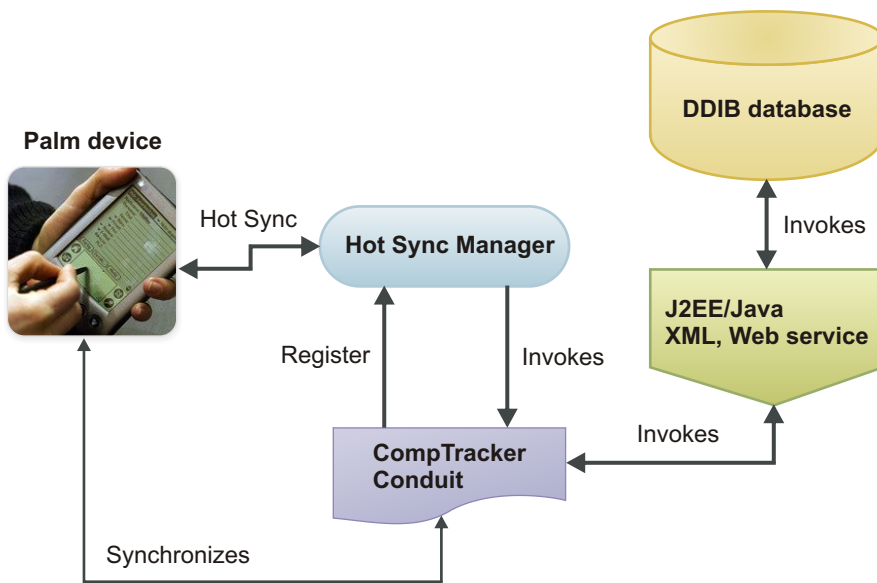 DDIB database
Palm device
Hot Sync
Hot Sync Manager
Invokes
J2EE/Java
XML, Web service
Register
Invokes
Invokes
CompTracker
Conduit
Synchronizes